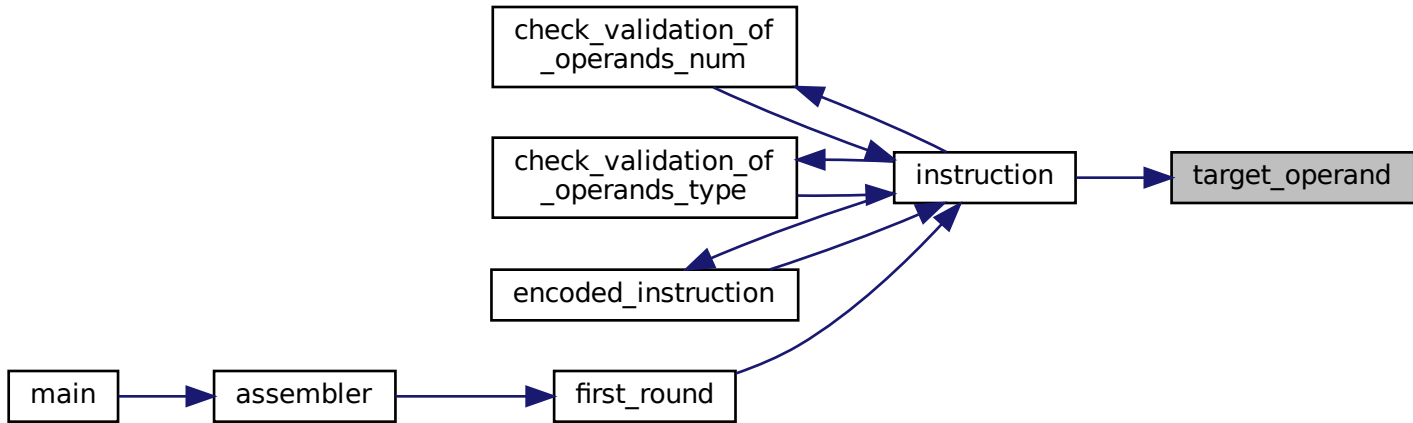 check_validation_of
_operands_num
check_validation_of
_operands_type
instruction
target_operand
encoded_instruction
main
assembler
first_round